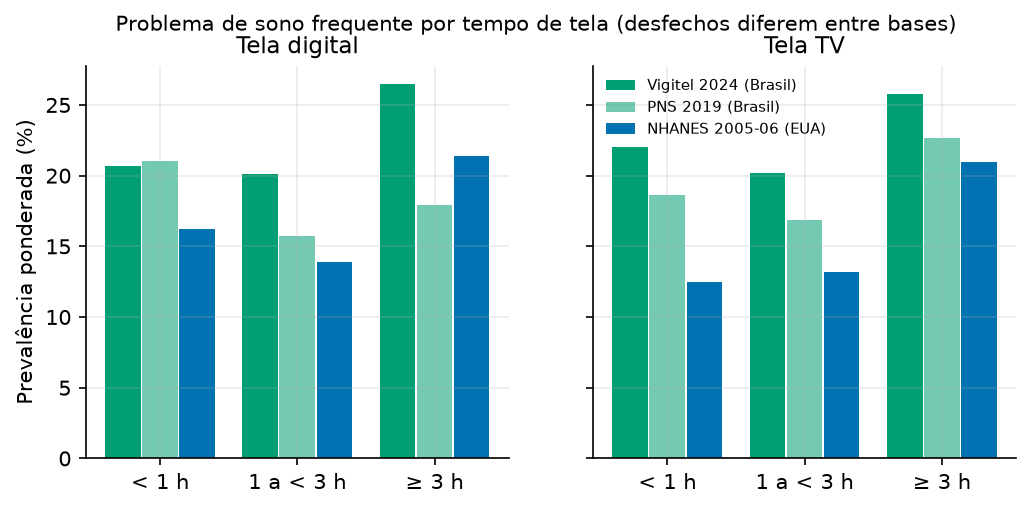 Problema de sono frequente por tempo de tela (desfechos diferem entre bases)
Tela digital
Tela TV
Prevalência ponderada (%)
25
20
15
10
5
0
< 1 h
1 a < 3 h
≥ 3 h
Vigitel 2024 (Brasil)
PNS 2019 (Brasil)
NHANES 2005-06 (EUA)
< 1 h
1 a < 3 h
≥ 3 h